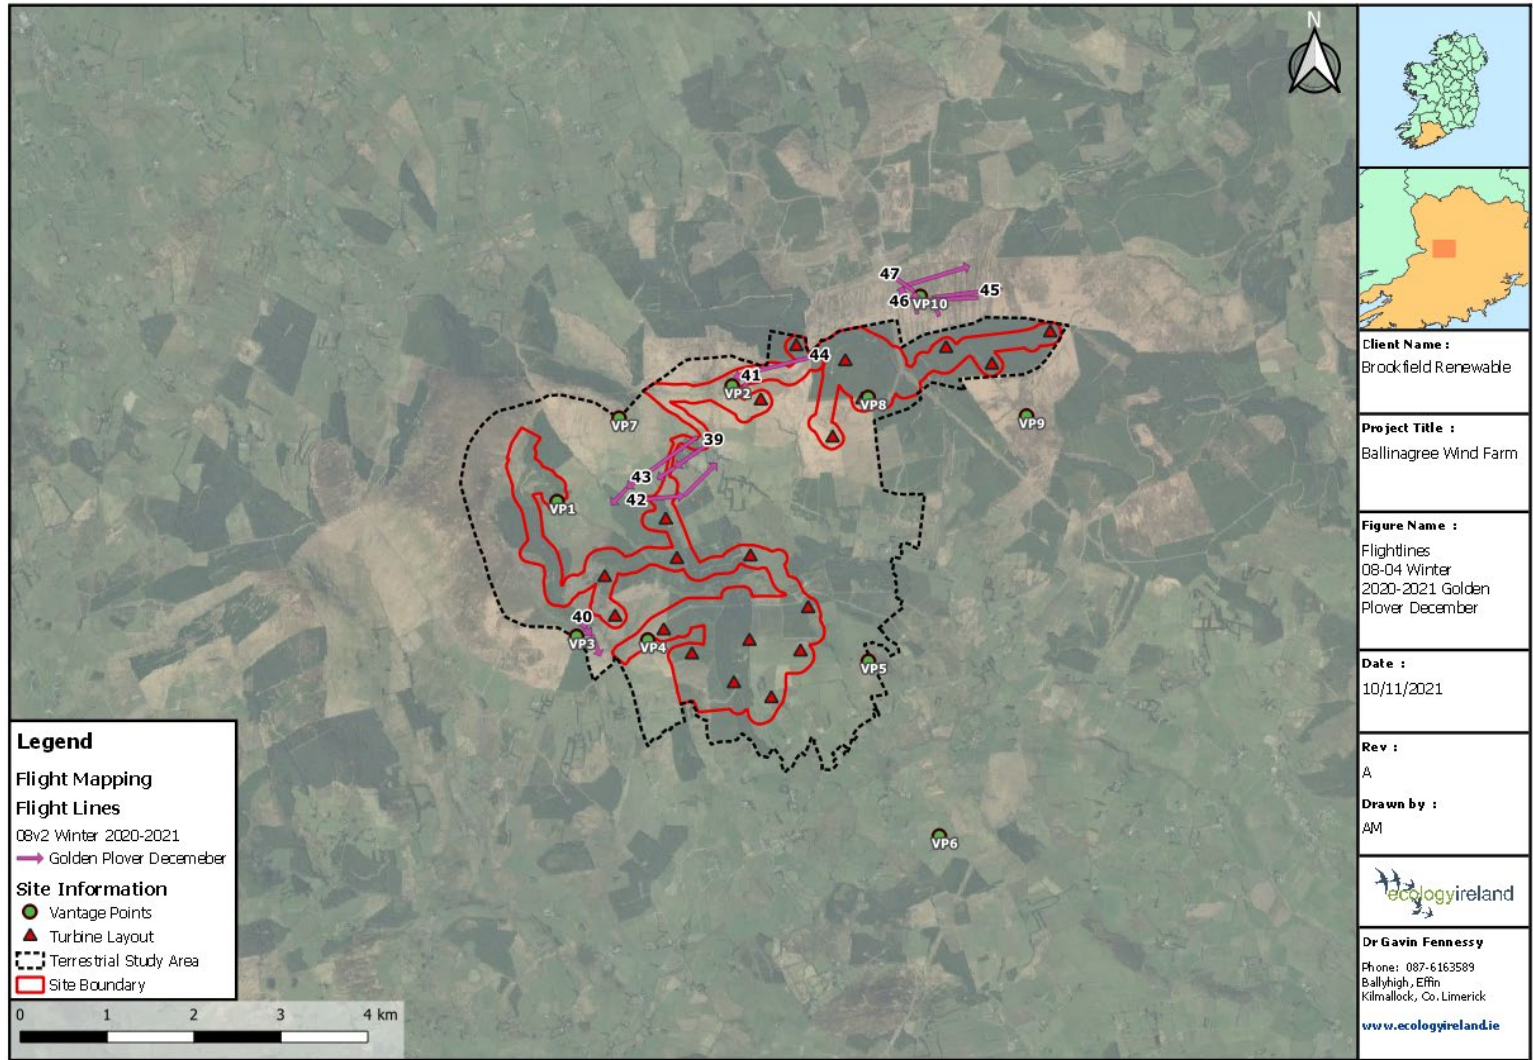 N
47
46
VP10
45
44
41
VP2
VP8
VP7
VP9
39
43
42
VP1
40
VP3
VP4
VP5
VP6
Legend
Flight Mapping
Flight Lines
08v2 Winter 2020-2021
Golden Plover Decemeber
Site Information
Vantage Points
Turbine Layout
Terrestrial Study Area
Site Boundary
0 1 2 3 4 km
Client Name :
Brookfield Renewable
Project Title :
Ballinagree Wind Farm
Figure Name :
Flightlines
08-04 Winter
2020-2021 Golden
Plover December
Date :
10/11/2021
Rev :
A
Drawn by :
AM
ecologyireland
Dr Gavin Fennessy
Phone: 087-6163589
Ballyhigh, Effin
Kilmallock, Co. Limerick
www.ecologyireland.ie